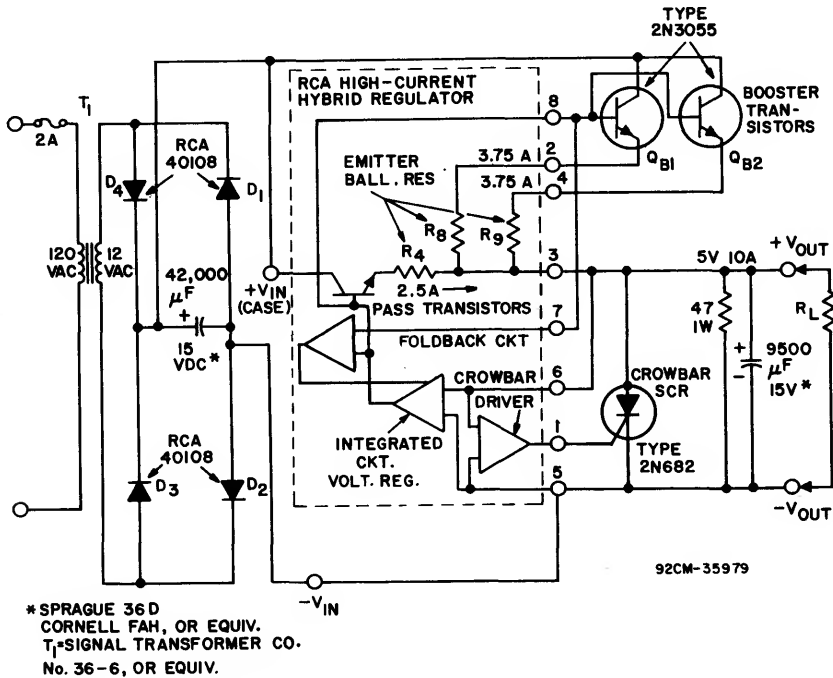 TYPE
2N3055
RCA HIGH-CURRENT
HYBRID REGULATOR
T1
2A
RCA
40108
D4
D1
120
VAC
12
VAC
42,000
µF
+
15
VDC*
+VIN
(CASE)
RCA
40108
D3
D2
8
2
4
3
7
6
1
5
3.75 A
3.75 A
EMITTER
BALL. RES
R8
R9
R4
2.5A
PASS TRANSISTORS
FOLDBACK CKT
CROWBAR
DRIVER
INTEGRATED
CKT.
VOLT. REG.
BOOSTER
TRAN-
SISTORS
QB1
QB2
5V 10A
+VOUT
47
1W
RL
+
-
9500
µF
15V*
CROWBAR
SCR
TYPE
2N682
-VOUT
-VIN
92CM-35979
*SPRAGUE 36D
CORNELL FAH, OR EQUIV.
T1=SIGNAL TRANSFORMER CO.
No. 36-6, OR EQUIV.